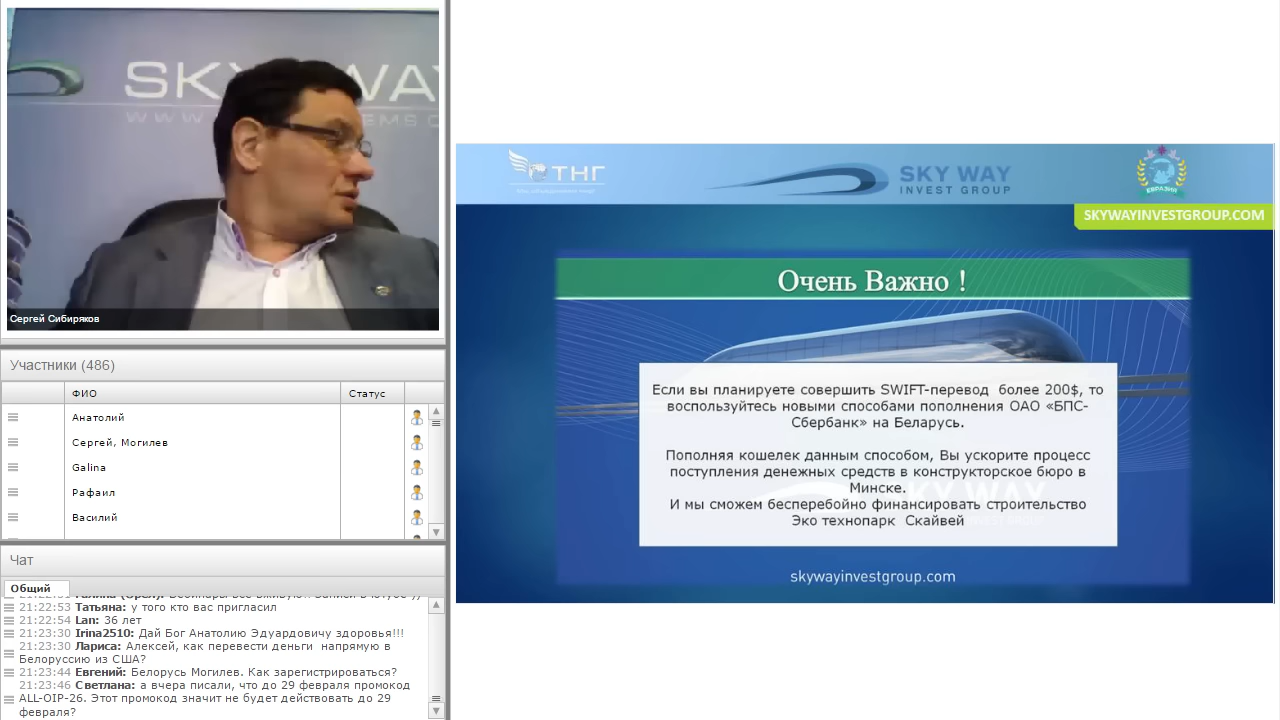 SKY WAY
Сергей Сибиряков
Участники (486)
ФИО
Статус
Анатолий
Сергей, Могилев
Galina
Рафаил
Василий
Чат
Общий
21:22:53 Татьяна: у того кто вас пригласил
21:22:54 Lan: 36 лет
21:23:30 Irina2510: Дай Бог Анатолию Эдуардовичу здоровья!!!
21:23:30 Лариса: Алексей, как перевести деньги напрямую в
Белоруссию из США?
21:23:44 Евгений: Белорусь Могилев. Как зарегистрироваться?
21:23:46 Светлана: а вчера писали, что до 29 февраля промокод
ALL-OIP-26. Этот промокод значит не будет действовать до 29
февраля?
ТНГ
SKY WAY
INVEST GROUP
ЕВРАЗИЯ
SKYWAYINVESTGROUP.COM
Очень Важно !
Если вы планируете совершить SWIFT-перевод более 200$, то
воспользуйтесь новыми способами пополнения ОАО «БПС-
Сбербанк» на Беларусь.
Пополняя кошелек данным способом, Вы ускорите процесс
поступления денежных средств в конструкторское бюро в
Минске.
И мы сможем бесперебойно финансировать строительство
Эко технопарк Скайвей
skywayinvestgroup.com